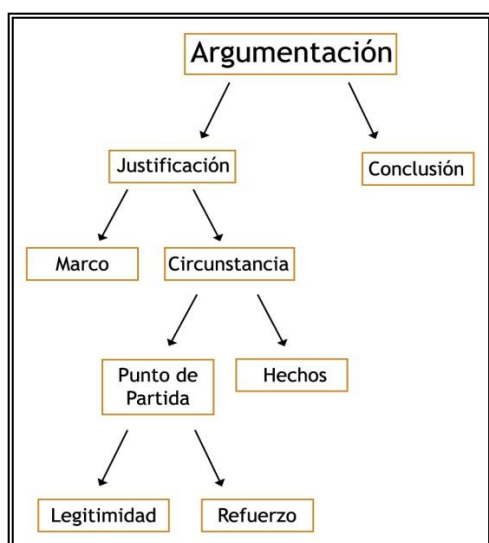 Argumentación
Justificación
Conclusión
Marco
Circunstancia
Punto de
Partida
Hechos
Legitimidad
Refuerzo